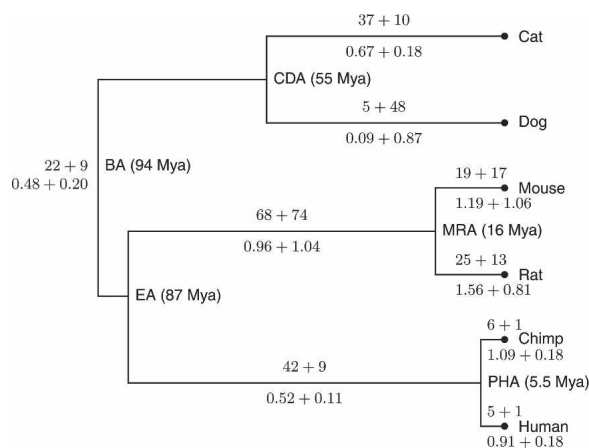 37 + 10
Cat
0.67 + 0.18
CDA (55 Mya)
5 + 48
Dog
0.09 + 0.87
22 + 9
BA (94 Mya)
0.48 + 0.20
19 + 17
Mouse
1.19 + 1.06
68 + 74
MRA (16 Mya)
0.96 + 1.04
25 + 13
Rat
1.56 + 0.81
EA (87 Mya)
6 + 1
Chimp
1.09 + 0.18
42 + 9
PHA (5.5 Mya)
0.52 + 0.11
5 + 1
Human
0.91 + 0.18